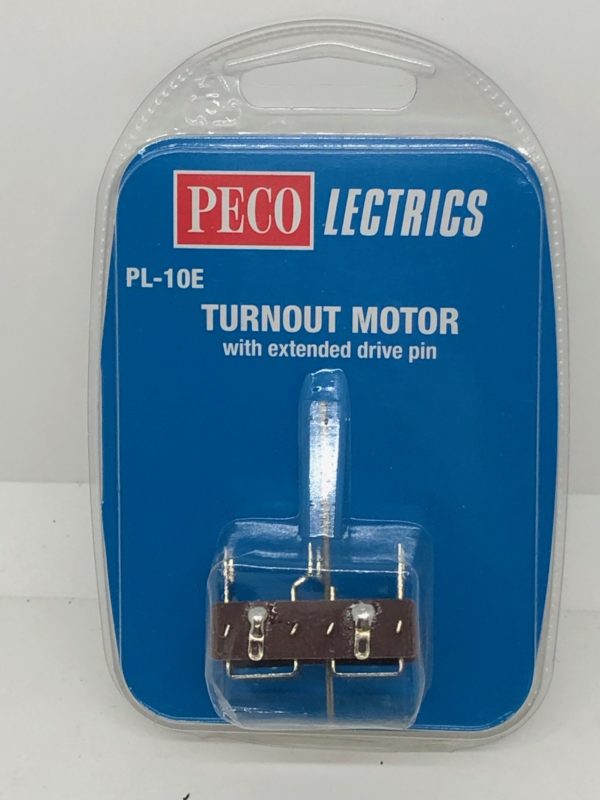 PECO LECTRICS
PL-10E
TURNOUT MOTOR
with extended drive pin